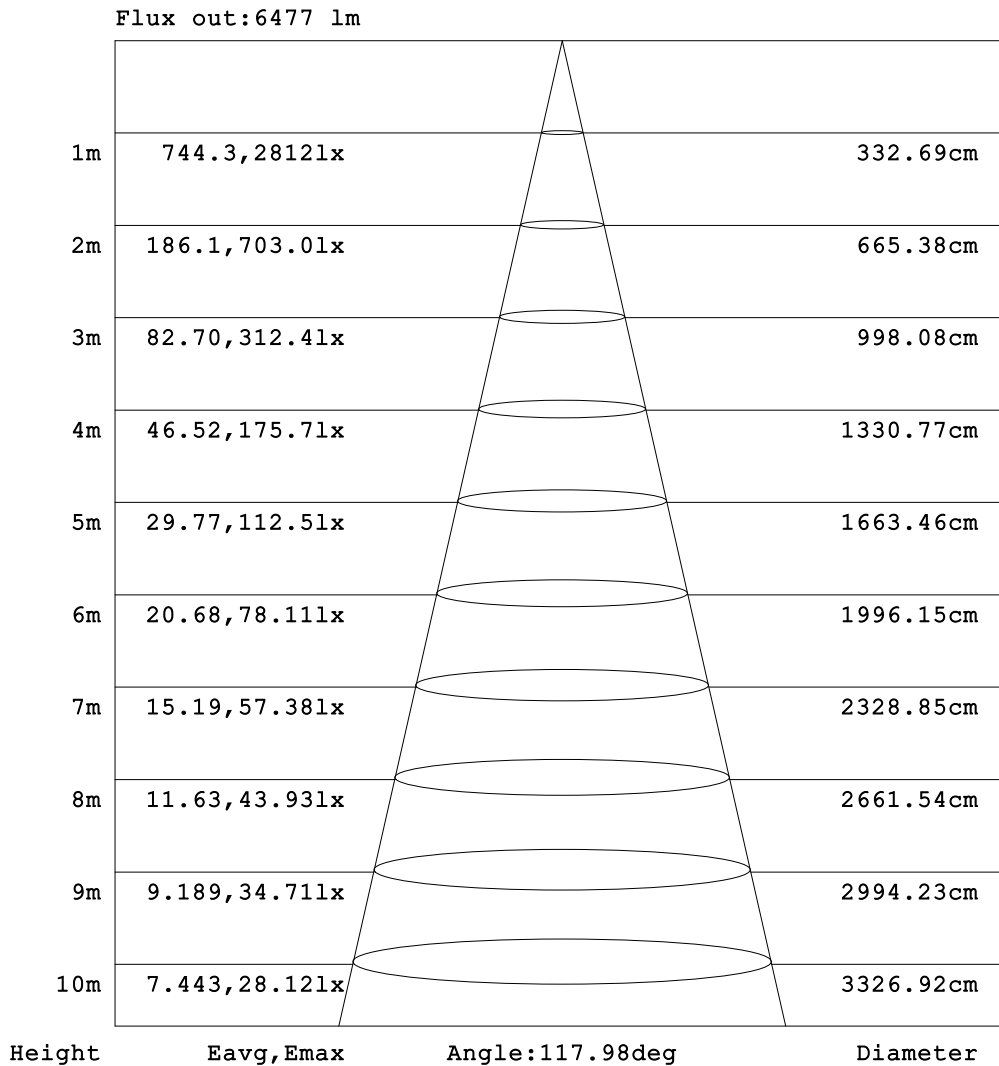 Flux out:6477 lm
1m 744.3,2812lx 332.69cm
2m 186.1,703.0lx 665.38cm
3m 82.70,312.4lx 998.08cm
4m 46.52,175.7lx 1330.77cm
5m 29.77,112.5lx 1663.46cm
6m 20.68,78.11lx 1996.15cm
7m 15.19,57.38lx 2328.85cm
8m 11.63,43.93lx 2661.54cm
9m 9.189,34.71lx 2994.23cm
10m 7.443,28.12lx 3326.92cm
Height Eavg,Emax Angle:117.98deg Diameter